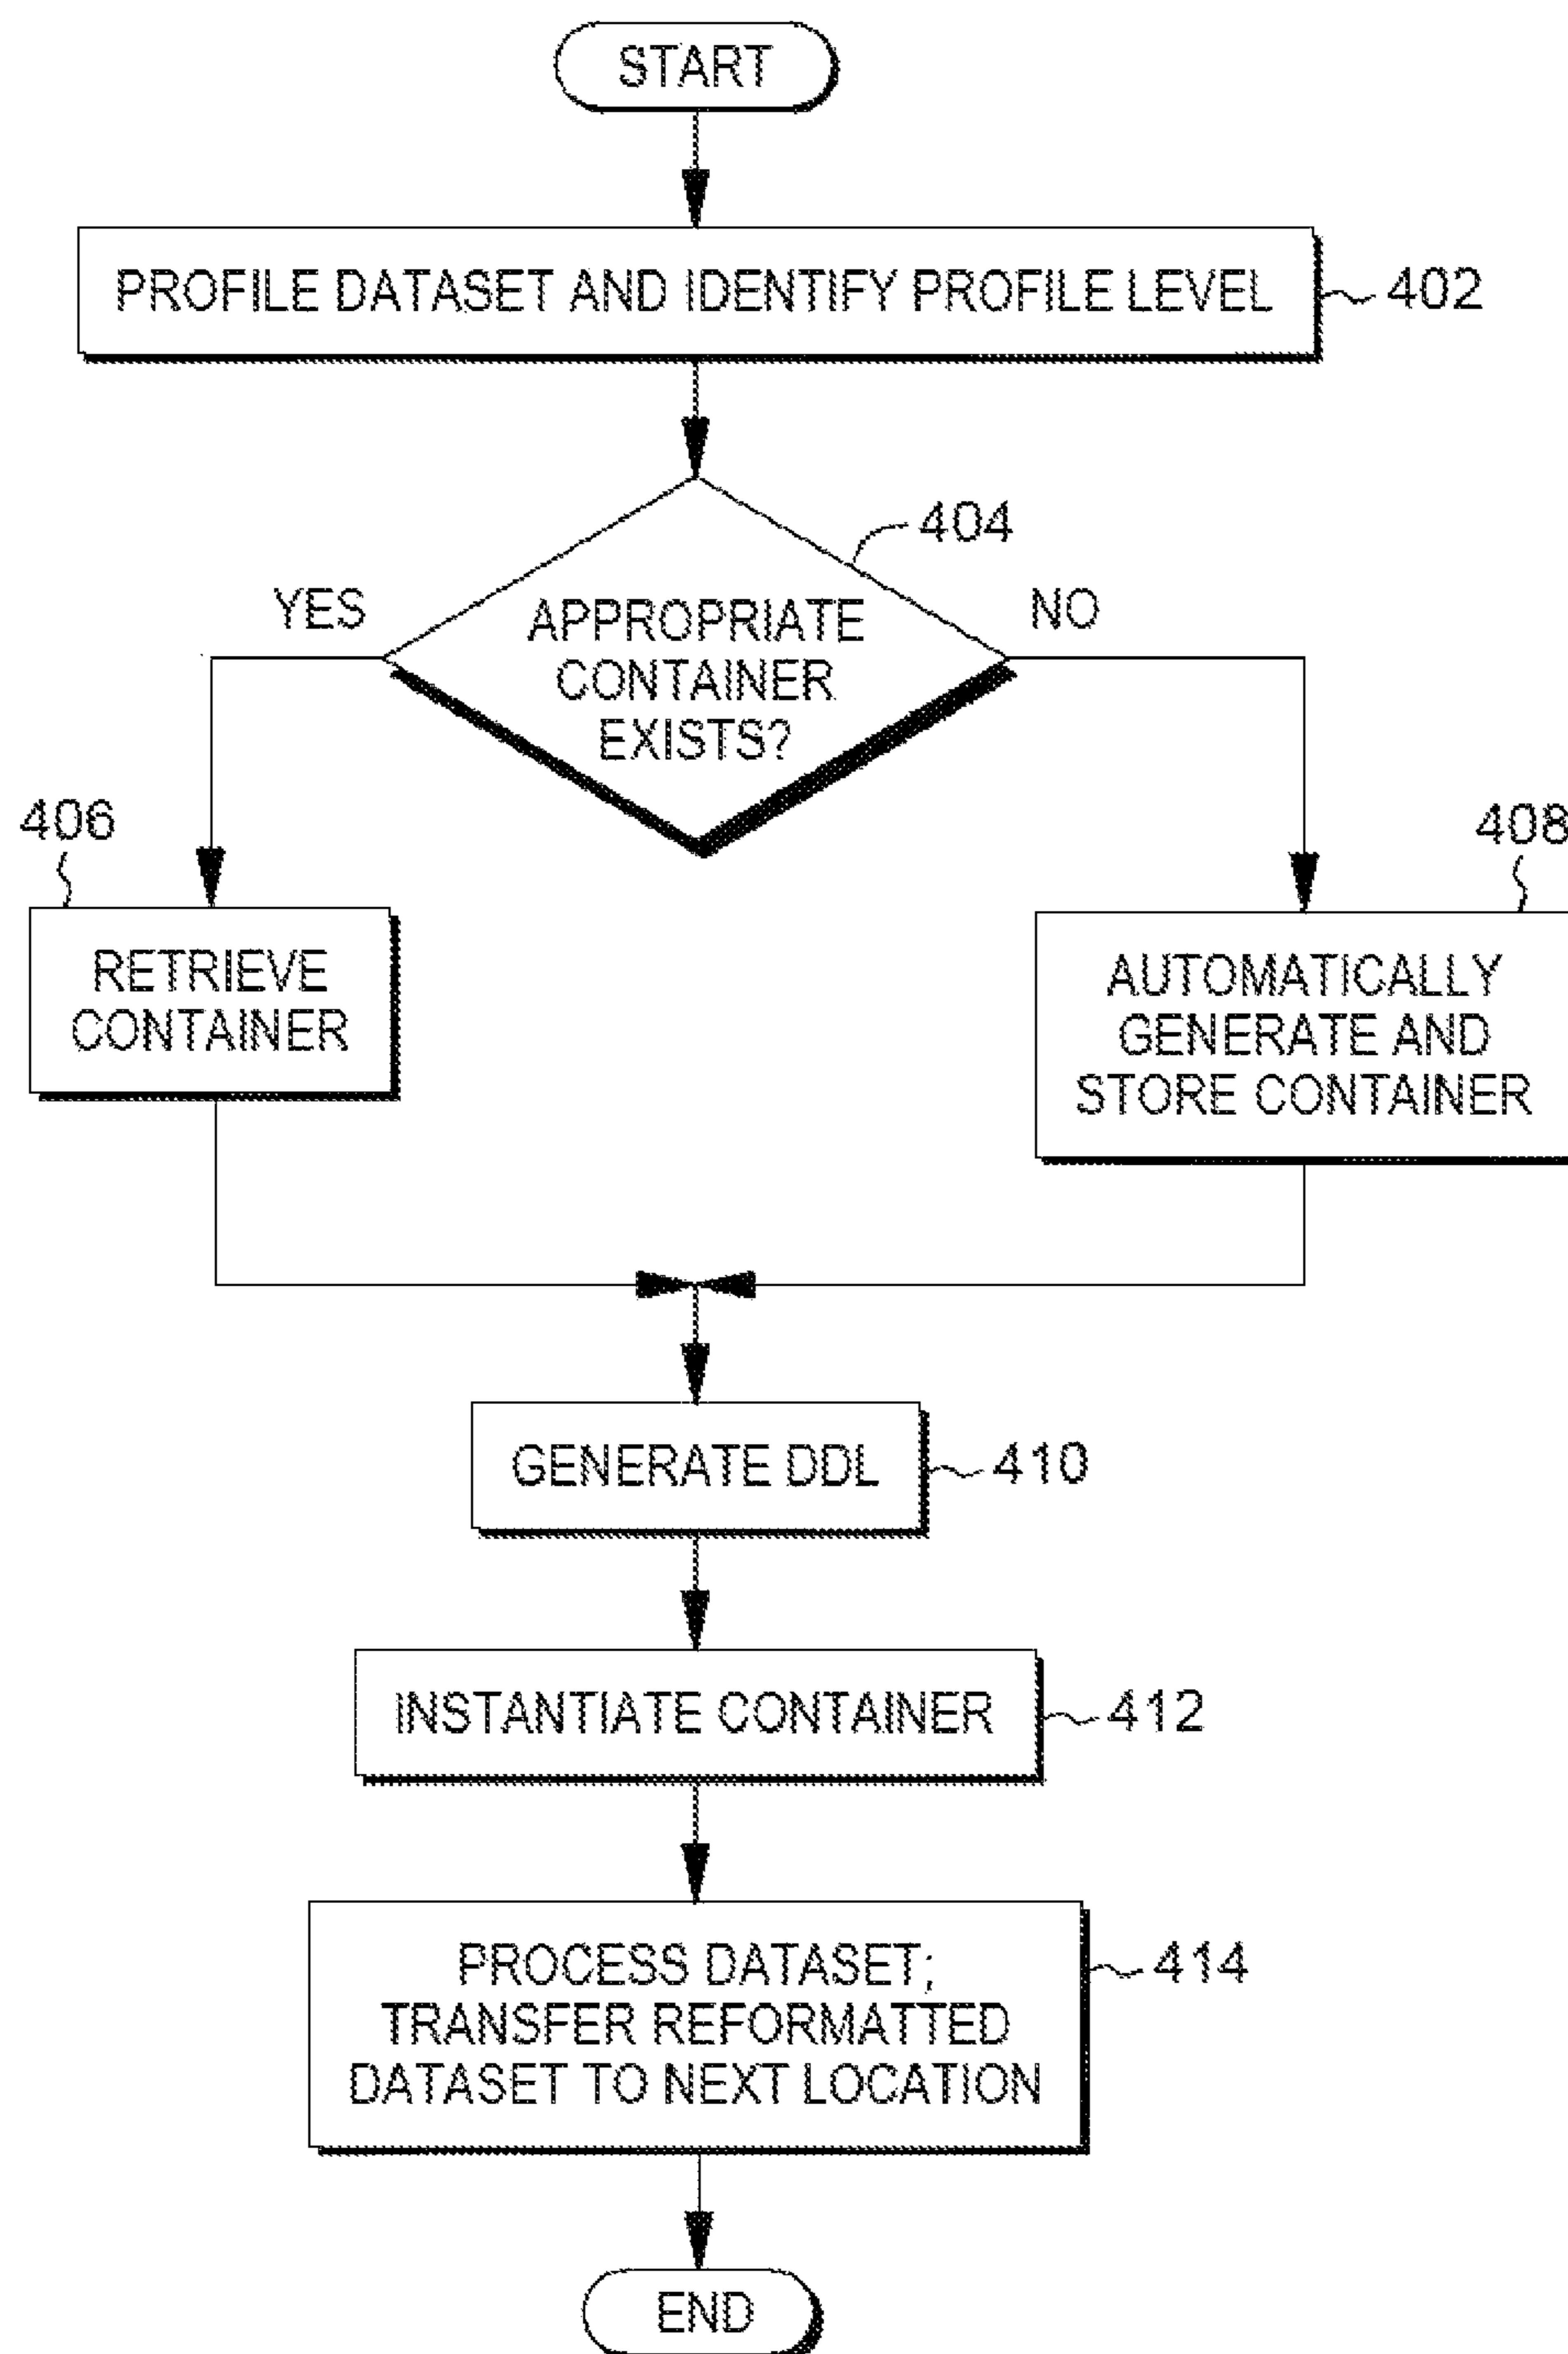 START
PROFILE DATASET AND IDENTIFY PROFILE LEVEL
402
404
YES
NO
APPROPRIATE
CONTAINER
EXISTS?
406
408
RETRIEVE
CONTAINER
AUTOMATICALLY
GENERATE AND
STORE CONTAINER
GENERATE DDL
410
INSTANTIATE CONTAINER
412
PROCESS DATASET;
TRANSFER REFORMATTED
DATASET TO NEXT LOCATION
414
END